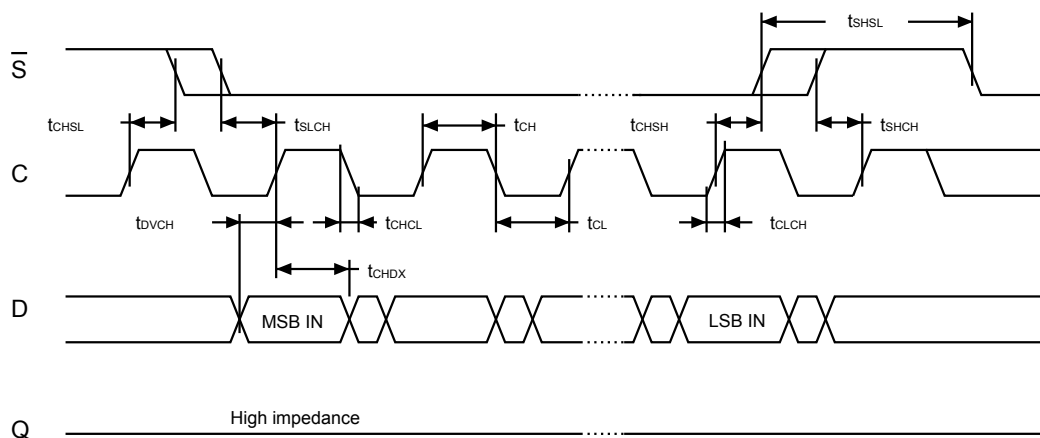 tSHSL
S
tCHSL
tSLCH
tCH
tCHSH
tSHCH
C
tDVCH
tCHCL
tCL
tCLCH
tCHDX
D
MSB IN
LSB IN
High impedance
Q